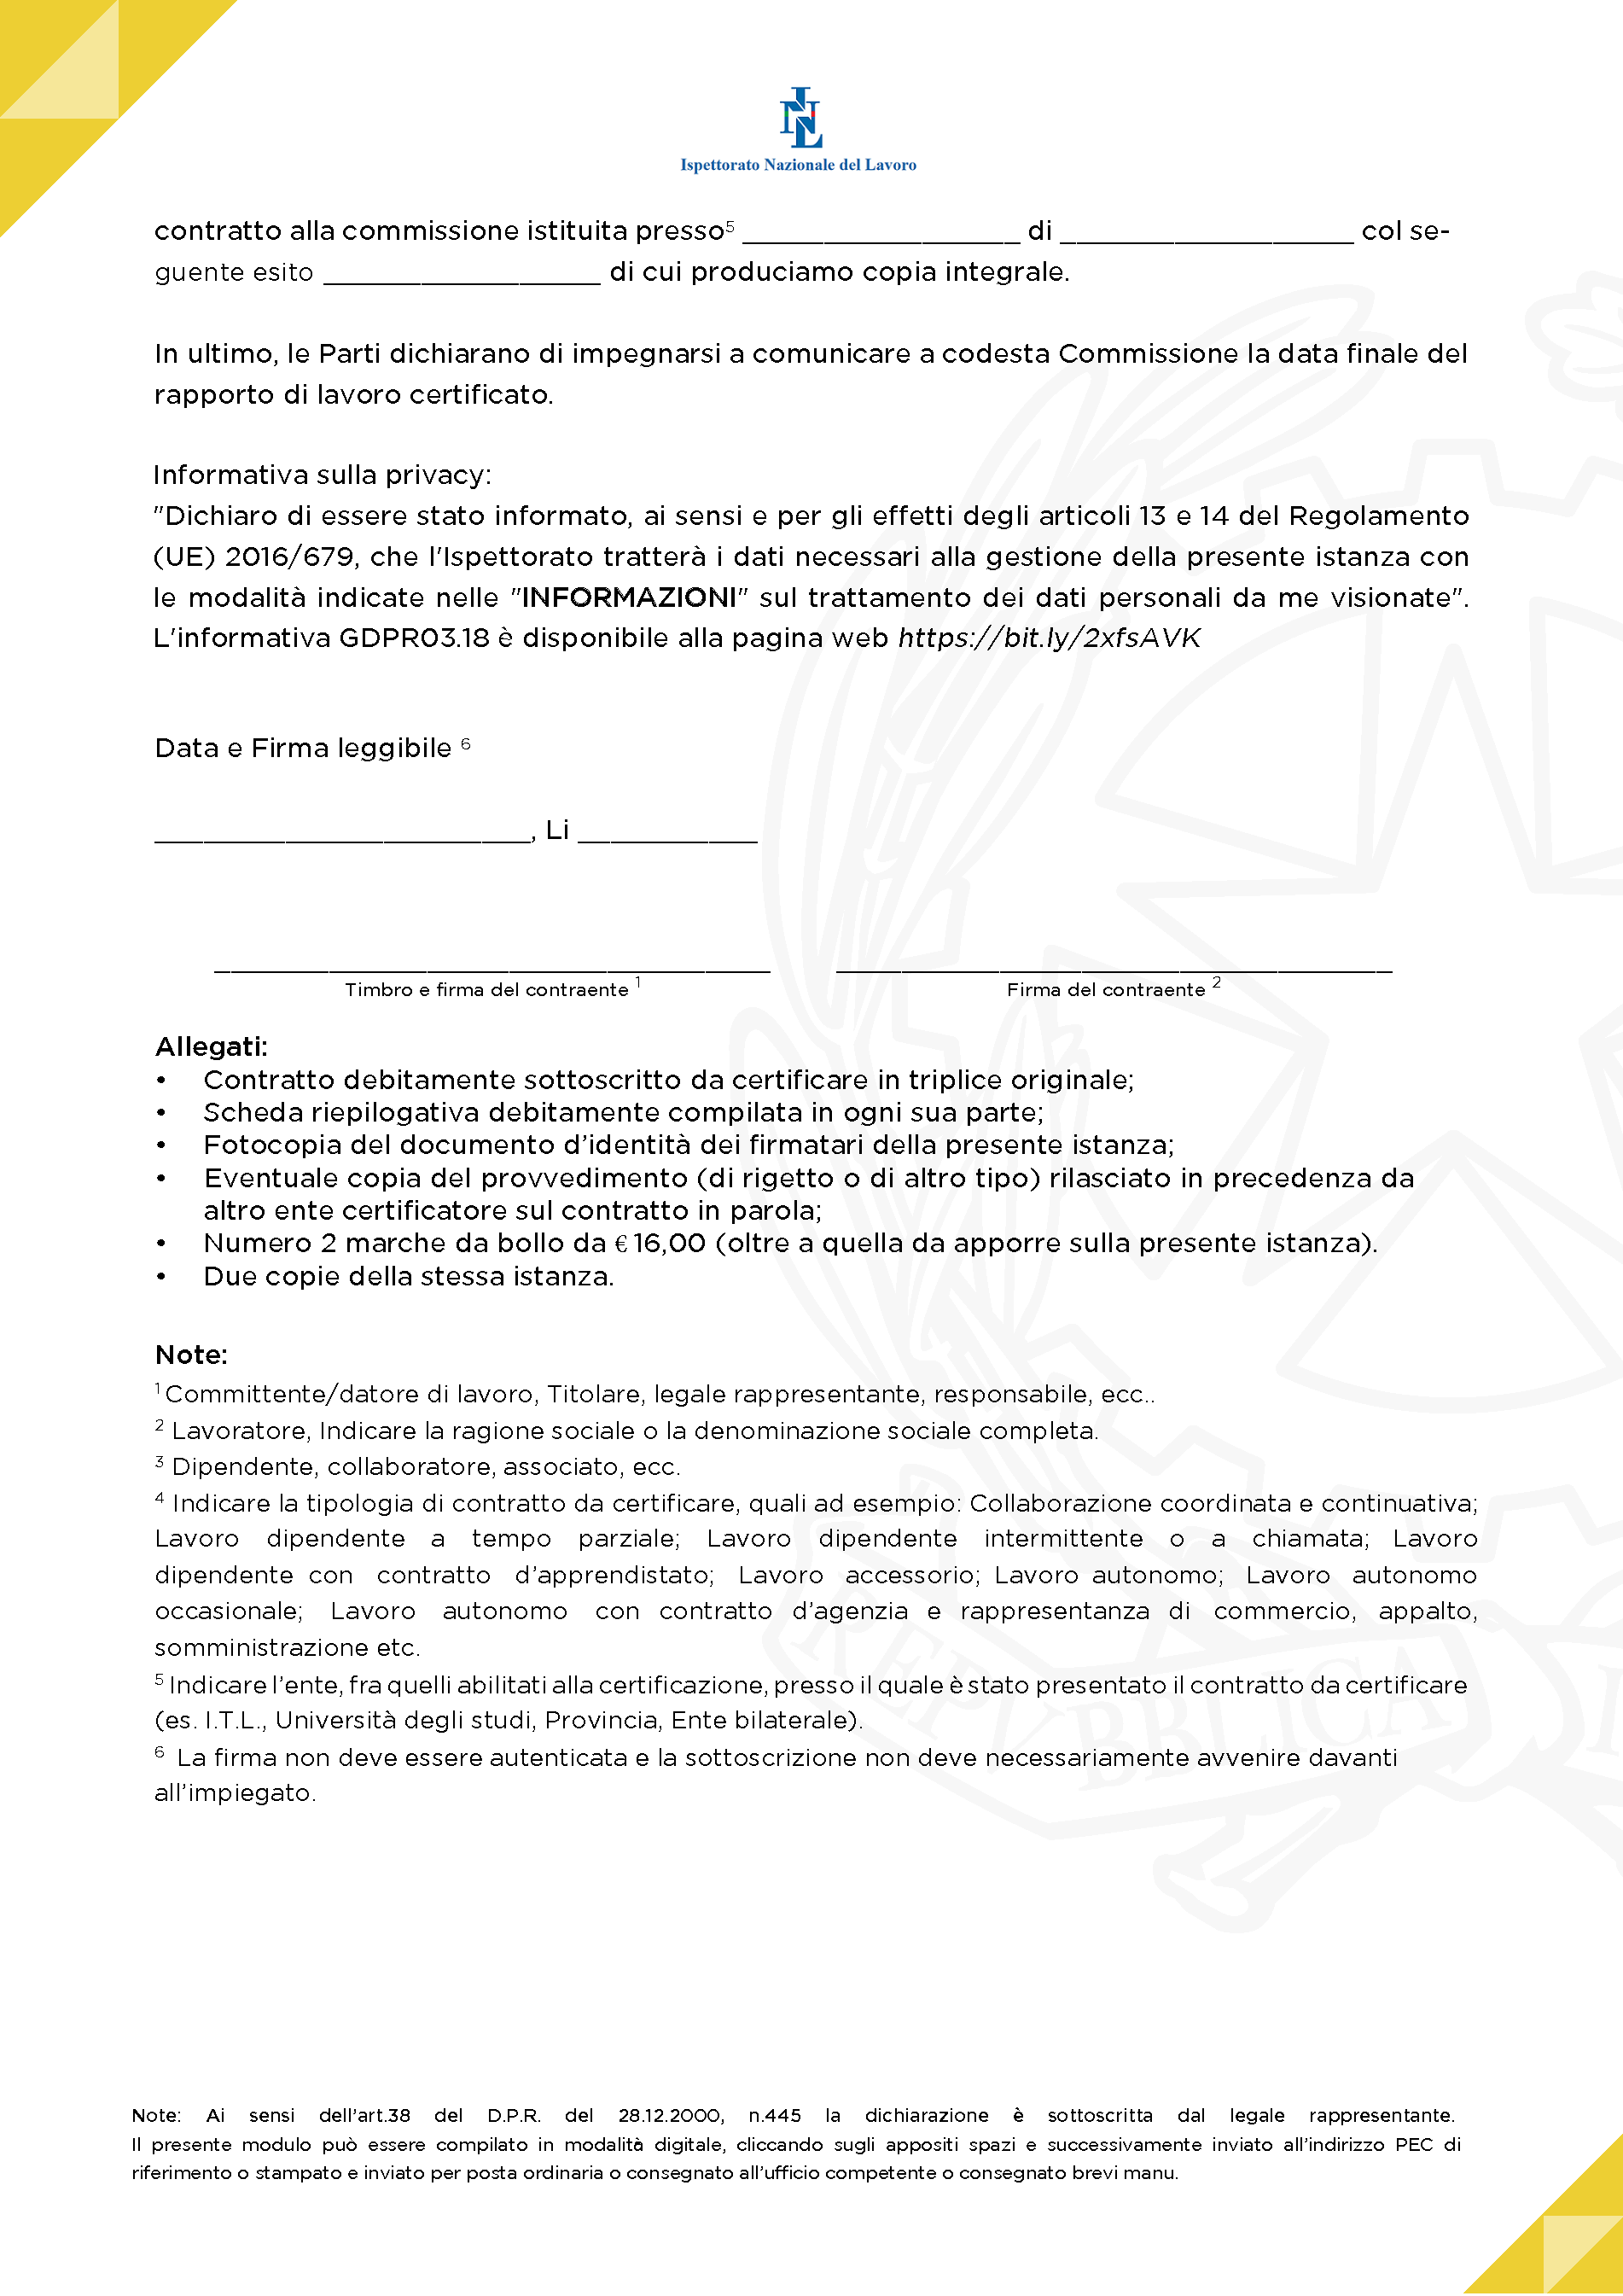 Ispettorato Nazionale del Lavoro
contratto alla commissione istituita presso⁵ _________________ di __________________ col se-
guente esito _________________ di cui produciamo copia integrale.
In ultimo, le Parti dichiarano di impegnarsi a comunicare a codesta Commissione la data finale del
rapporto di lavoro certificato.
Informativa sulla privacy:
"Dichiaro di essere stato informato, ai sensi e per gli effetti degli articoli 13 e 14 del Regolamento
(UE) 2016/679, che l'Ispettorato tratterà i dati necessari alla gestione della presente istanza con
le modalità indicate nelle "INFORMAZIONI" sul trattamento dei dati personali da me visionate".
L'informativa GDPR03.18 è disponibile alla pagina web https://bit.ly/2xfsAVK
Data e Firma leggibile ⁶
_______________________, Li ___________
__________________________________ __________________________________
Timbro e firma del contraente ¹ Firma del contraente ²
Allegati:
• Contratto debitamente sottoscritto da certificare in triplice originale;
• Scheda riepilogativa debitamente compilata in ogni sua parte;
• Fotocopia del documento d’identità dei firmatari della presente istanza;
• Eventuale copia del provvedimento (di rigetto o di altro tipo) rilasciato in precedenza da
altro ente certificatore sul contratto in parola;
• Numero 2 marche da bollo da € 16,00 (oltre a quella da apporre sulla presente istanza).
• Due copie della stessa istanza.
Note:
¹ Committente/datore di lavoro, Titolare, legale rappresentante, responsabile, ecc..
² Lavoratore, Indicare la ragione sociale o la denominazione sociale completa.
³ Dipendente, collaboratore, associato, ecc.
⁴ Indicare la tipologia di contratto da certificare, quali ad esempio: Collaborazione coordinata e continuativa;
Lavoro dipendente a tempo parziale; Lavoro dipendente intermittente o a chiamata; Lavoro
dipendente con contratto d’apprendistato; Lavoro accessorio; Lavoro autonomo; Lavoro autonomo
occasionale; Lavoro autonomo con contratto d’agenzia e rappresentanza di commercio, appalto,
somministrazione etc.
⁵ Indicare l’ente, fra quelli abilitati alla certificazione, presso il quale è stato presentato il contratto da certificare
(es. I.T.L., Università degli studi, Provincia, Ente bilaterale).
⁶ La firma non deve essere autenticata e la sottoscrizione non deve necessariamente avvenire davanti
all’impiegato.
REPVBBLICA I
Note: Ai sensi dell’art.38 del D.P.R. del 28.12.2000, n.445 la dichiarazione è sottoscritta dal legale rappresentante.
Il presente modulo può essere compilato in modalità digitale, cliccando sugli appositi spazi e successivamente inviato all’indirizzo PEC di
riferimento o stampato e inviato per posta ordinaria o consegnato all’ufficio competente o consegnato brevi manu.